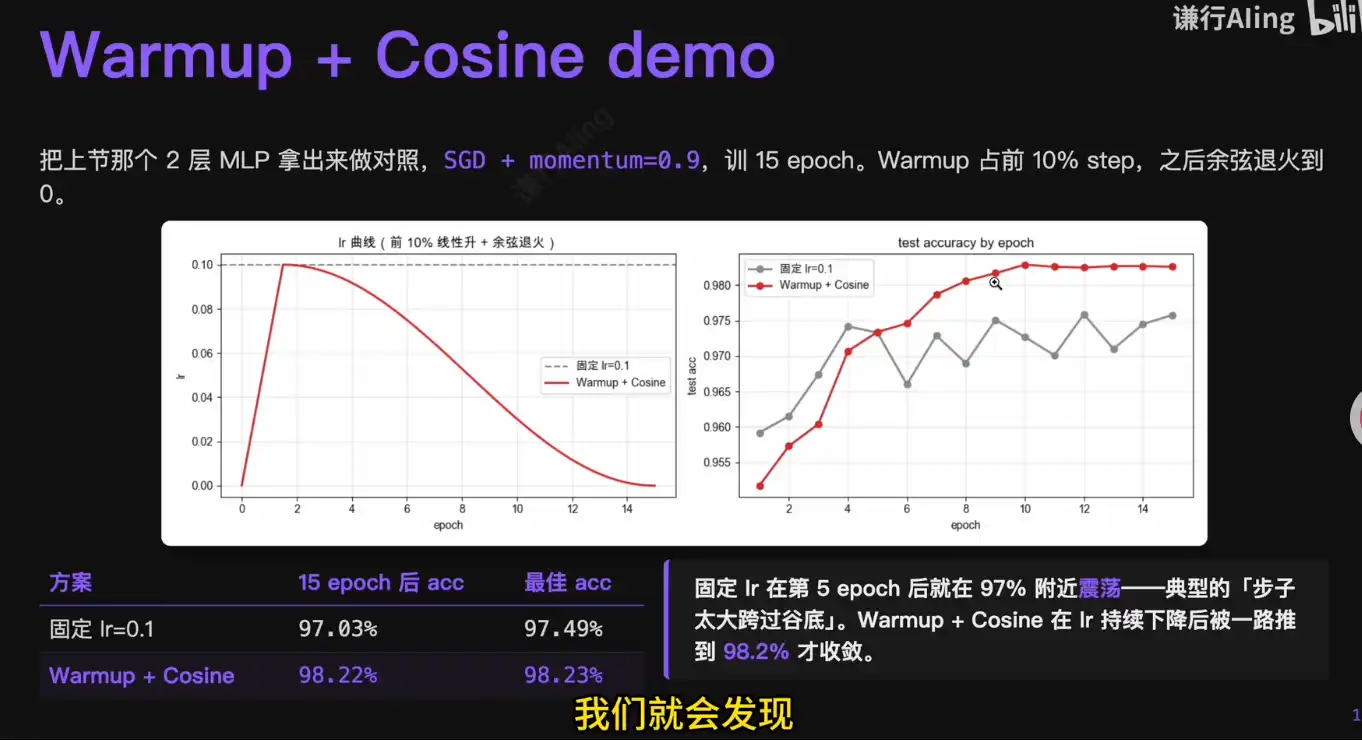 谦行AIing bili
Warmup + Cosine demo
把上节那个 2 层 MLP 拿出来做对照，SGD + momentum=0.9，训 15 epoch。Warmup 占前 10% step，之后余弦退火到
0。
lr 曲线 ( 前 10% 线性升 + 余弦退火 )
0.10
0.08
0.06
0.04
0.02
0.00
lr
固定 lr=0.1
Warmup + Cosine
0 2 4 6 8 10 12 14
epoch
test accuracy by epoch
固定 lr=0.1
Warmup + Cosine
0.980
0.975
0.970
0.965
0.960
0.955
test acc
2 4 6 8 10 12 14
epoch
方案 15 epoch 后 acc 最佳 acc
固定 lr=0.1 97.03% 97.49%
Warmup + Cosine 98.22% 98.23%
固定 lr 在第 5 epoch 后就在 97% 附近震荡——典型的「步子
太大跨过谷底」。Warmup + Cosine 在 lr 持续下降后被一路推
到 98.2% 才收敛。
我们就会发现
1